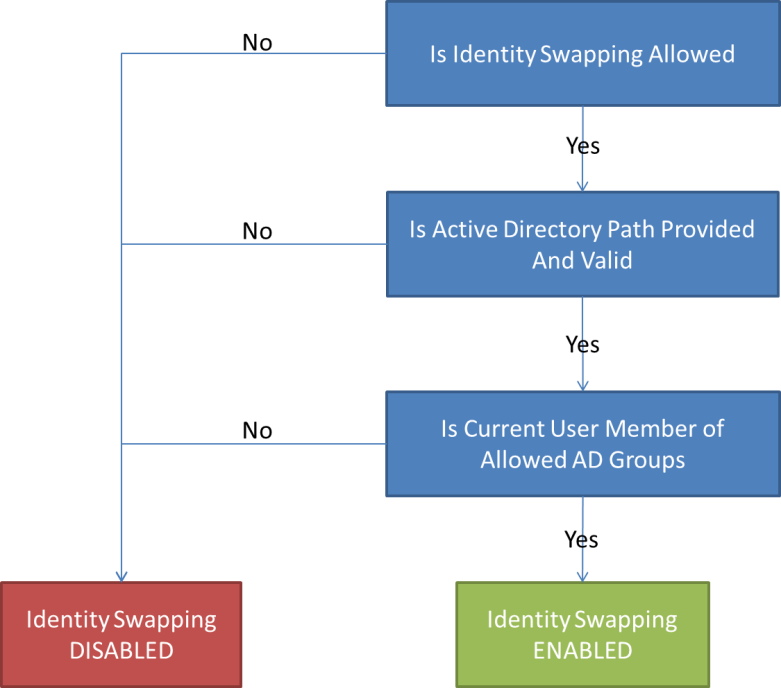 No
Is Identity Swapping Allowed
Yes
No
Is Active Directory Path Provided
And Valid
Yes
No
Is Current User Member of
Allowed AD Groups
Yes
Identity Swapping
DISABLED
Identity Swapping
ENABLED